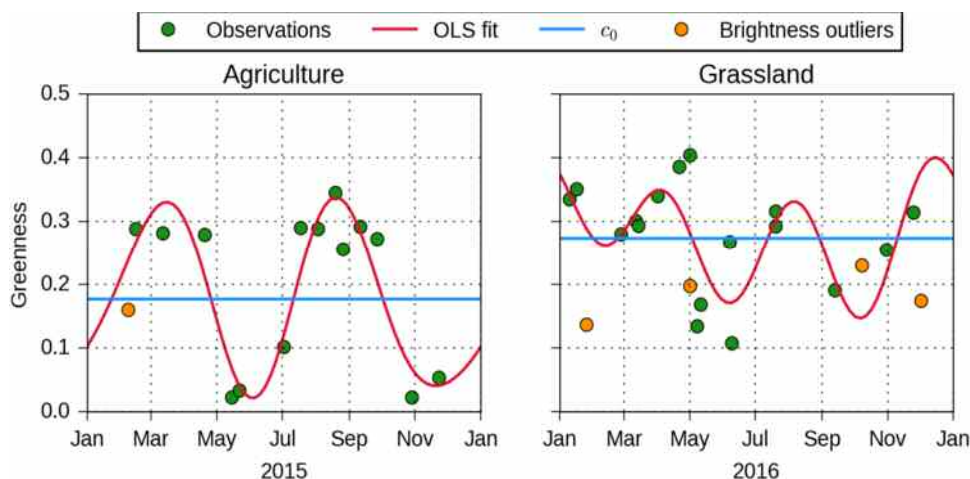 Observations OLS fit c₀ Brightness outliers
Agriculture Grassland
Greenness
0.5
0.4
0.3
0.2
0.1
0.0
Jan Mar May Jul Sep Nov Jan Jan Mar May Jul Sep Nov Jan
2015 2016